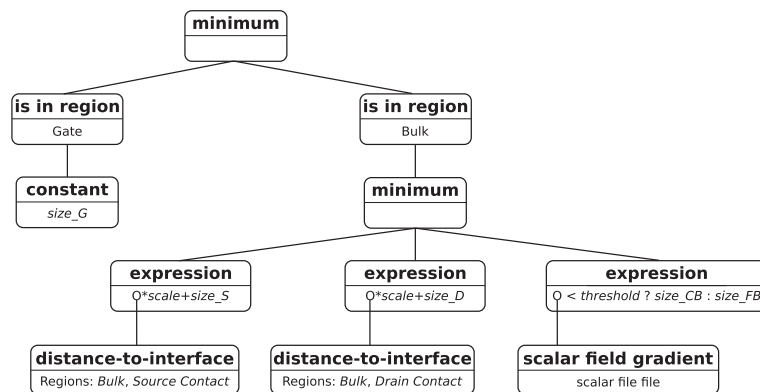 minimum
is in region
Gate
is in region
Bulk
constant
size_G
minimum
expression
O*scale+size_S
expression
O*scale+size_D
expression
O < threshold ? size_CB : size_FB
distance-to-interface
Regions: Bulk, Source Contact
distance-to-interface
Regions: Bulk, Drain Contact
scalar field gradient
scalar file file